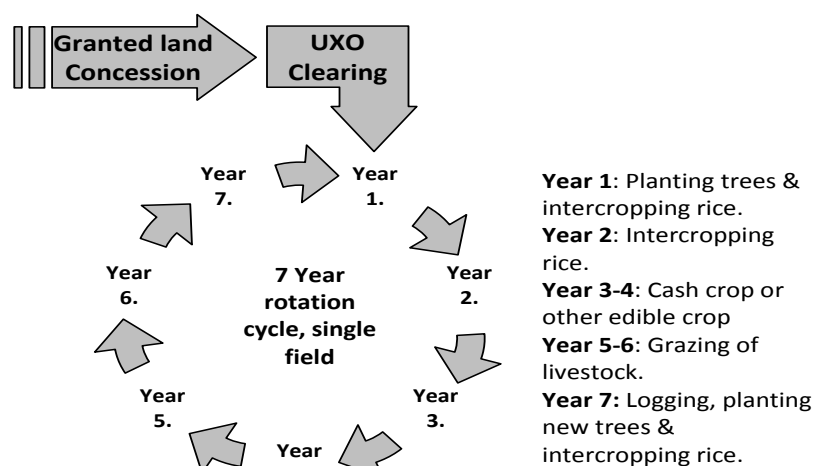 Granted land
Concession
UXO
Clearing
Year
7.
Year
1.
Year
6.
7 Year
rotation
cycle, single
field
Year
2.
Year
5.
Year
3.
Year
Year 1: Planting trees &
intercropping rice.
Year 2: Intercropping
rice.
Year 3-4: Cash crop or
other edible crop
Year 5-6: Grazing of
livestock.
Year 7: Logging, planting
new trees &
intercropping rice.